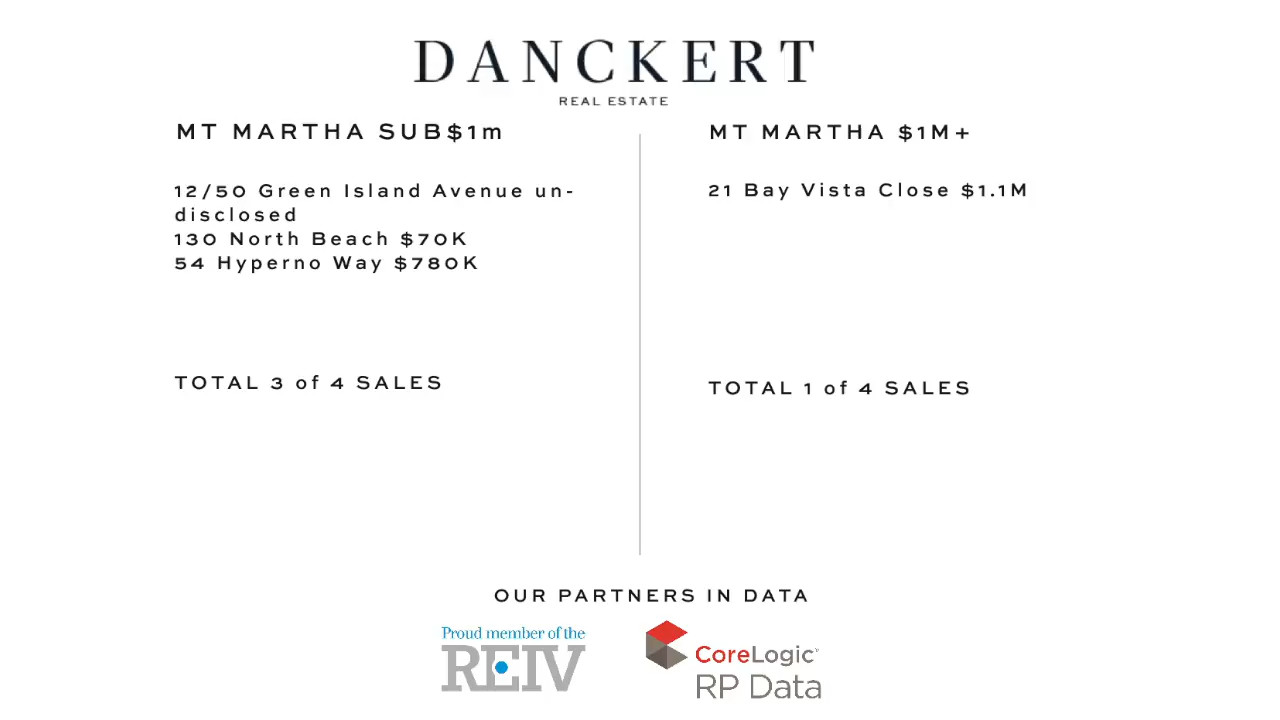 DANCKERT
REAL ESTATE
MT MARTHA SUB$1m
12/50 Green Island Avenue un-
disclosed
130 North Beach $70K
54 Hyperno Way $780K
TOTAL 3 of 4 SALES
MT MARTHA $1M+
21 Bay Vista Close $1.1M
TOTAL 1 of 4 SALES
OUR PARTNERS IN DATA
Proud member of the
REIV
CoreLogic
RP Data